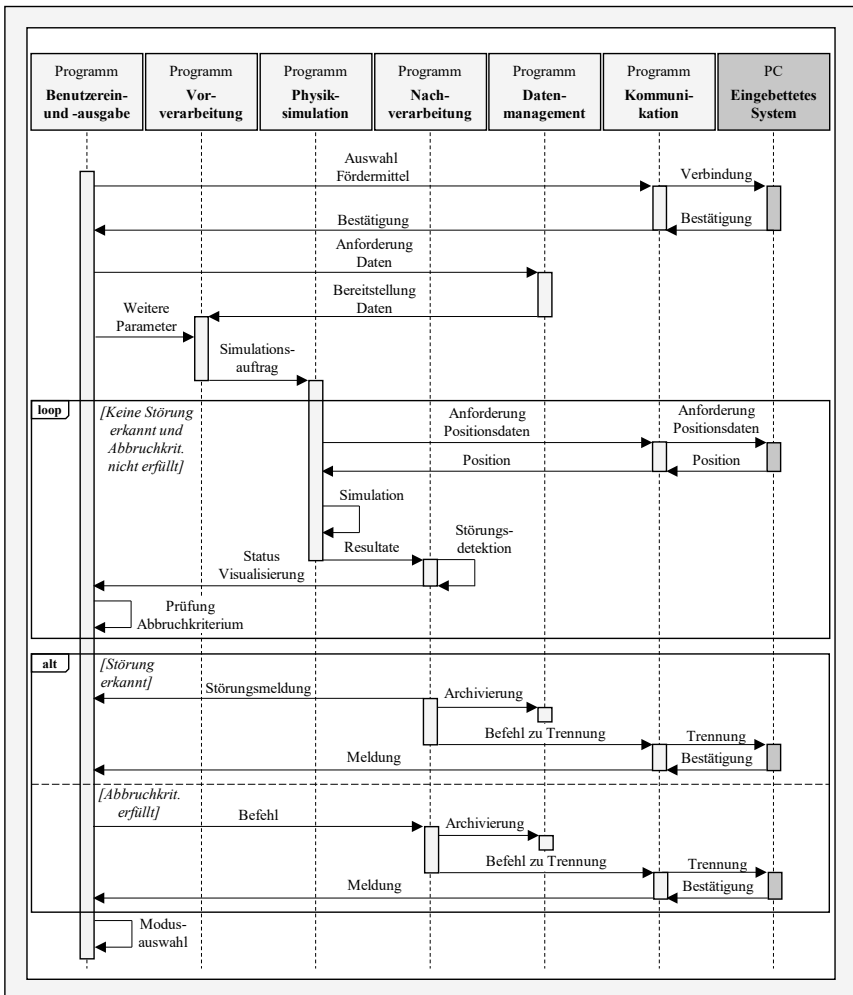 Programm
Benutzerein-
und -ausgabe
Programm
Vor-
verarbeitung
Programm
Physik-
simulation
Programm
Nach-
verarbeitung
Programm
Daten-
management
Programm
Kommuni-
kation
PC
Eingebettetes
System
Auswahl
Fördermittel
Verbindung
Bestätigung
Bestätigung
Anforderung
Daten
Bereitstellung
Daten
Weitere
Parameter
Simulations-
auftrag
loop
[Keine Störung
erkannt und
Abbruchkrit.
nicht erfüllt]
Anforderung
Positionsdaten
Anforderung
Positionsdaten
Position
Position
Simulation
Resultate
Störungs-
detektion
Status
Visualisierung
Prüfung
Abbruchkriterium
alt
[Störung
erkannt]
Störungsmeldung
Archivierung
Befehl zu Trennung
Trennung
Meldung
Bestätigung
[Abbruchkrit.
erfüllt]
Befehl
Archivierung
Befehl zu Trennung
Trennung
Meldung
Bestätigung
Modus-
auswahl